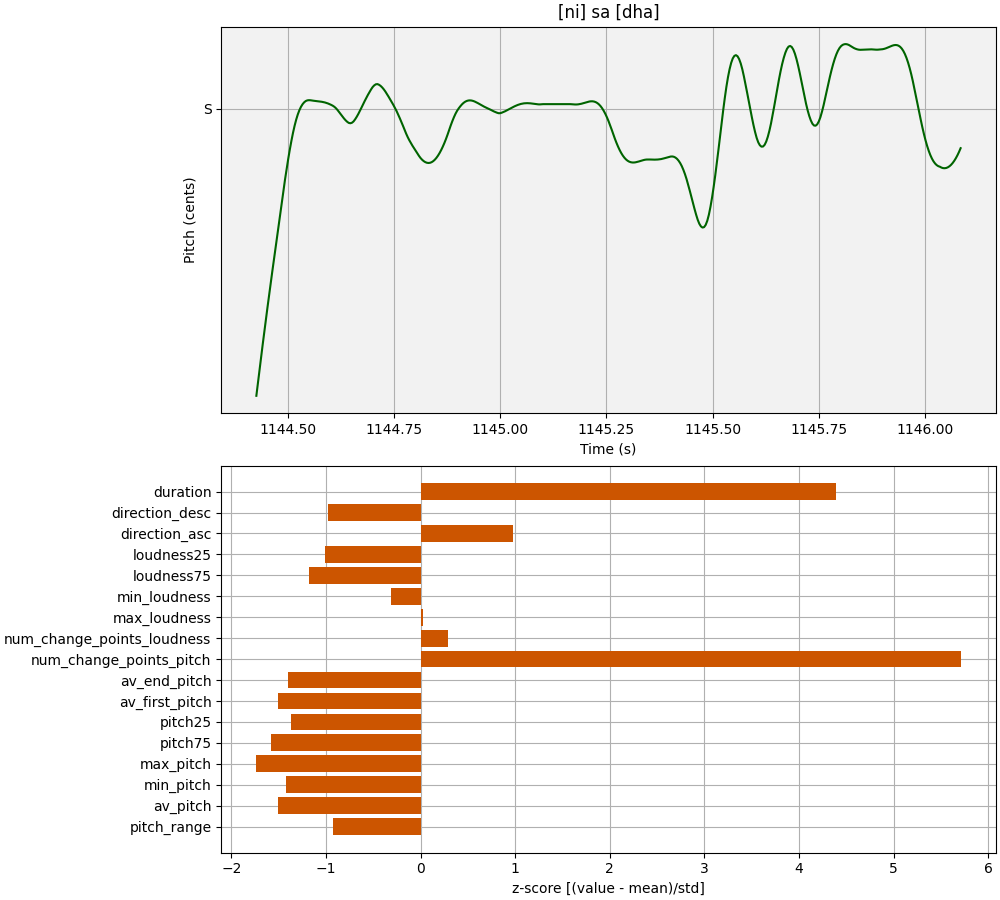 [ni] sa [dha]
S
Pitch (cents)
1144.50 1144.75 1145.00 1145.25 1145.50 1145.75 1146.00
Time (s)
duration
direction_desc
direction_asc
loudness25
loudness75
min_loudness
max_loudness
num_change_points_loudness
num_change_points_pitch
av_end_pitch
av_first_pitch
pitch25
pitch75
max_pitch
min_pitch
av_pitch
pitch_range
−2 −1 0 1 2 3 4 5 6
z-score [(value - mean)/std]